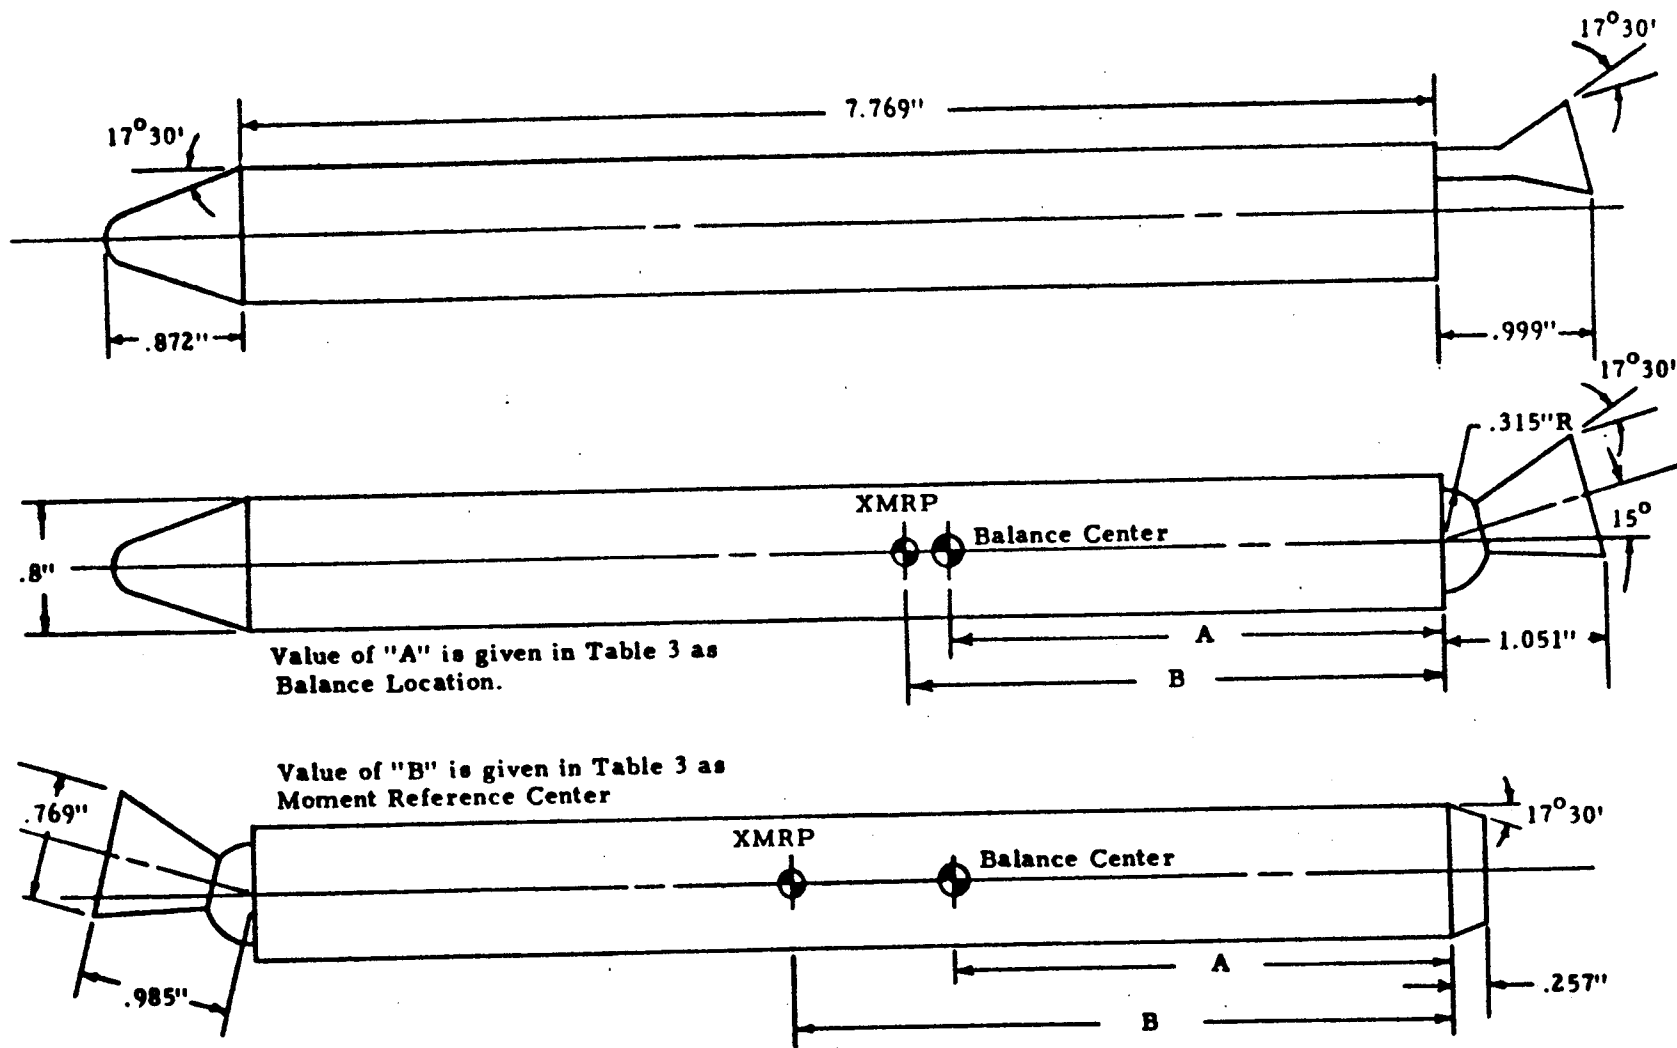 17°30'
7.769"
17°30'
.872"
.999"
17°30'
.315"R
XMRP
Balance Center
15°
.8"
A
1.051"
Value of "A" is given in Table 3 as
Balance Location.
B
Value of "B" is given in Table 3 as
Moment Reference Center
.769"
17°30'
XMRP
Balance Center
A
.985"
.257"
B